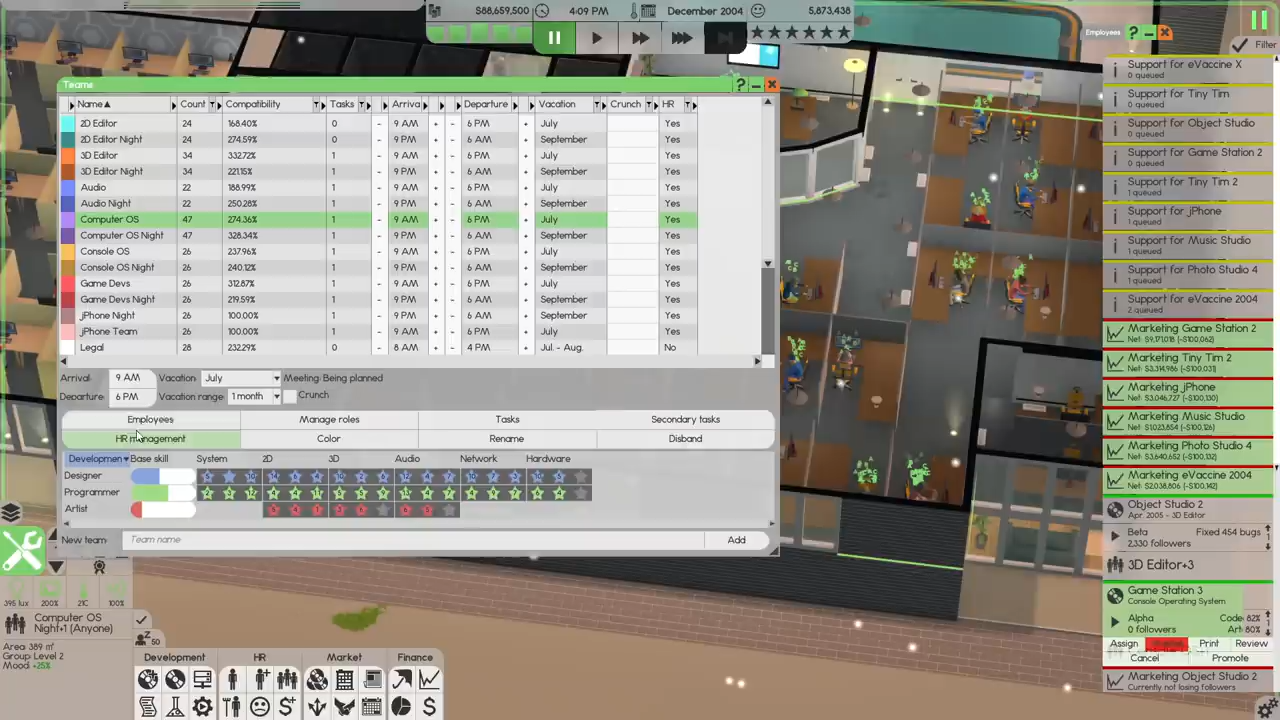 $88,659,500
4:09 PM
December 2004
5,873,438
Employees
?
Filter
Teams
?
Name Count Compatibility Tasks Arriva Departure Vacation Crunch HR
2D Editor 24 168.40% 0 - 9 AM + - 6 PM + July Yes
2D Editor Night 24 274.59% 0 - 9 PM + - 6 AM + September Yes
3D Editor 34 332.72% 1 - 9 AM + - 6 PM + July Yes
3D Editor Night 34 221.15% 1 - 9 PM + - 6 AM + September Yes
Audio 22 188.99% 1 - 9 AM + - 6 PM + July Yes
Audio Night 22 250.28% 1 - 9 PM + - 6 AM + September Yes
Computer OS 47 274.36% 1 - 9 AM + - 6 PM + July Yes
Computer OS Night 47 328.34% 1 - 9 PM + - 6 AM + September Yes
Console OS 26 237.96% 1 - 9 AM + - 6 PM + July Yes
Console OS Night 26 240.12% 1 - 9 PM + - 6 AM + September Yes
Game Devs 26 312.87% 1 - 9 AM + - 6 PM + July Yes
Game Devs Night 26 219.59% 1 - 9 PM + - 6 AM + September Yes
jPhone Night 26 100.00% 1 - 9 PM + - 6 AM + September Yes
jPhone Team 26 100.00% 1 - 9 AM + - 6 PM + July Yes
Legal 28 232.29% 0 - 8 AM + - 6 PM + Jul. - Aug. No
Arrival: 9 AM Vacation: July Meeting: Being planned
Departure: 6 PM Vacation range: 1 month Crunch
Employees Manage roles Tasks Secondary tasks
HR management Color Rename Disband
Developmen Base skill System 2D 3D Audio Network Hardware
Designer
Programmer
Artist
New team: Team name Add
395 lux 200% 21C 100%
Computer OS
Night+1 (Anyone)
Area: 389 m²
Group Level 2
Mood +25%
Z 50
Development HR Market Finance
Support for eVaccine X
0 queued
Support for Tiny Tim
0 queued
Support for Object Studio
0 queued
Support for Game Station 2
0 queued
Support for Tiny Tim 2
1 queued
Support for jPhone
1 queued
Support for Music Studio
1 queued
Support for Photo Studio 4
1 queued
Support for eVaccine 2004
2 queued
Marketing Game Station 2
Marketing Tiny Tim 2
Marketing jPhone
Marketing Music Studio
Marketing Photo Studio 4
Marketing eVaccine 2004
Object Studio 2
Apr. 2005 - 3D Editor
Beta Fixed 454 bugs
2,330 followers
3D Editor+3
Game Station 3
Console Operating System
Alpha Code 82%
0 followers Art 80%
Assign Print Review
Cancel Promote
Marketing Object Studio 2
Currently not losing followers